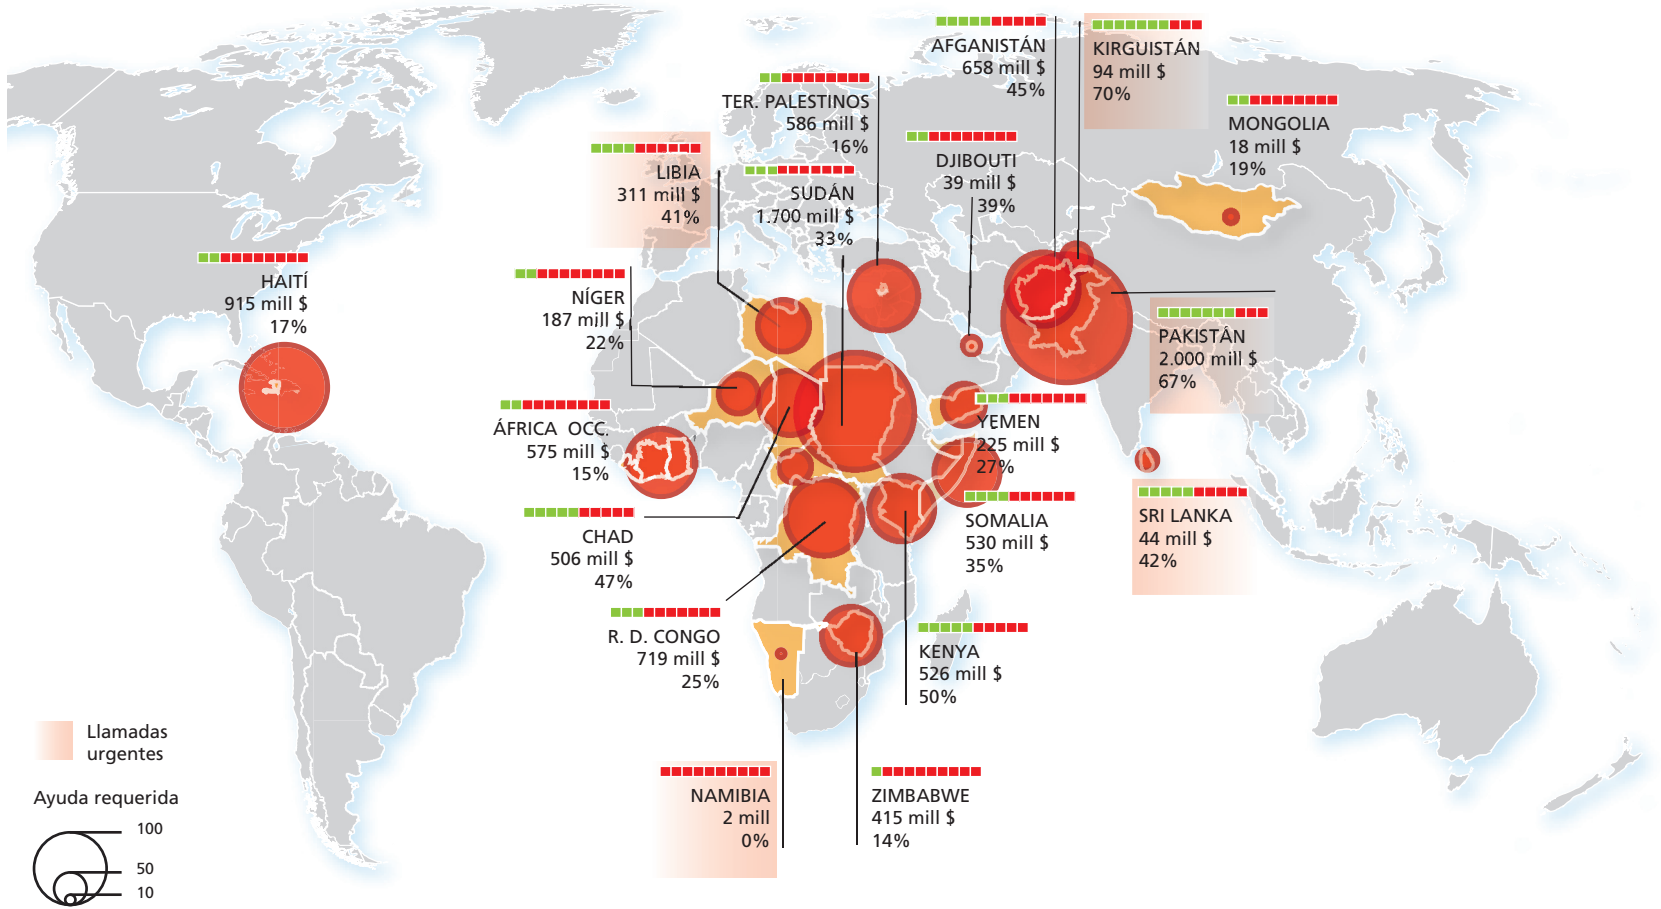 AFGANISTÁN
658 mill $
45%
KIRGUISTÁN
94 mill $
70%
TER. PALESTINOS
586 mill $
16%
MONGOLIA
18 mill $
19%
DJIBOUTI
39 mill $
39%
LIBIA
311 mill $
41%
SUDÁN
1.700 mill $
33%
HAITÍ
915 mill $
17%
NÍGER
187 mill $
22%
PAKISTÁN
2.000 mill $
67%
ÁFRICA OCC.
575 mill $
15%
YEMEN
225 mill $
27%
CHAD
506 mill $
47%
SOMALIA
530 mill $
35%
SRI LANKA
44 mill $
42%
R. D. CONGO
719 mill $
25%
KENYA
526 mill $
50%
NAMIBIA
2 mill
0%
ZIMBABWE
415 mill $
14%
Llamadas
urgentes
Ayuda requerida
100
50
10